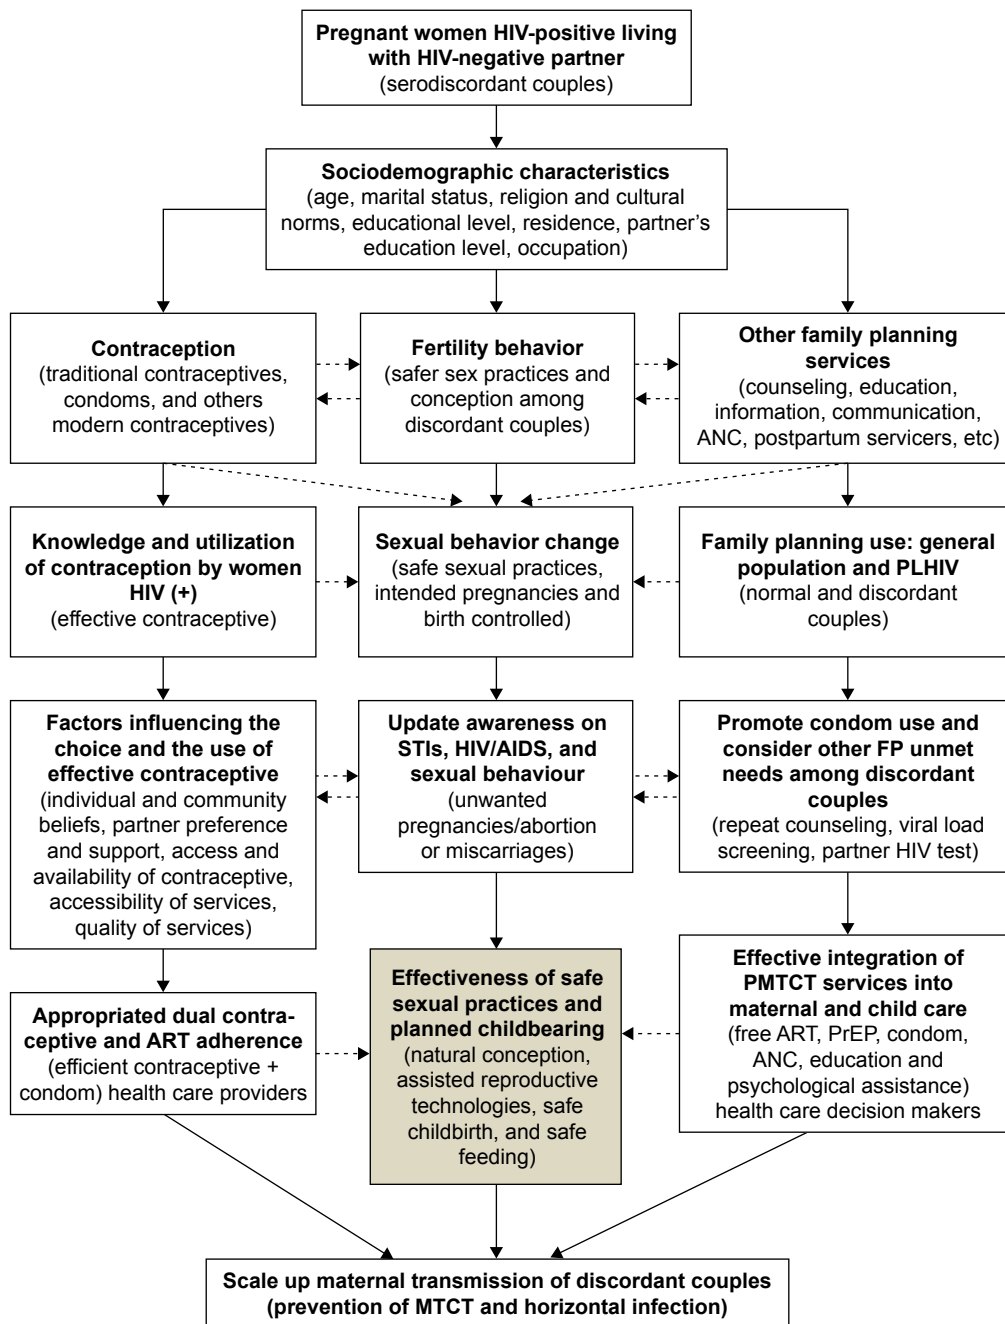 Pregnant women HIV-positive living
with HIV-negative partner
(serodiscordant couples)
Sociodemographic characteristics
(age, marital status, religion and cultural
norms, educational level, residence, partner's
education level, occupation)
Contraception
(traditional contraceptives,
condoms, and others
modern contraceptives)
Fertility behavior
(safer sex practices and
conception among
discordant couples)
Other family planning
services
(counseling, education,
information, communication,
ANC, postpartum servicers, etc)
Knowledge and utilization
of contraception by women
HIV (+)
(effective contraceptive)
Sexual behavior change
(safe sexual practices,
intended pregnancies and
birth controlled)
Family planning use: general
population and PLHIV
(normal and discordant
couples)
Factors influencing the
choice and the use of
effective contraceptive
(individual and community
beliefs, partner preference
and support, access and
availability of contraceptive,
accessibility of services,
quality of services)
Update awareness on
STIs, HIV/AIDS, and
sexual behaviour
(unwanted
pregnancies/abortion
or miscarriages)
Promote condom use and
consider other FP unmet
needs among discordant
couples
(repeat counseling, viral load
screening, partner HIV test)
Appropriated dual contra-
ceptive and ART adherence
(efficient contraceptive +
condom) health care providers
Effectiveness of safe
sexual practices and
planned childbearing
(natural conception,
assisted reproductive
technologies, safe
childbirth, and safe
feeding)
Effective integration of
PMTCT services into
maternal and child care
(free ART, PrEP, condom,
ANC, education and
psychological assistance)
health care decision makers
Scale up maternal transmission of discordant couples
(prevention of MTCT and horizontal infection)